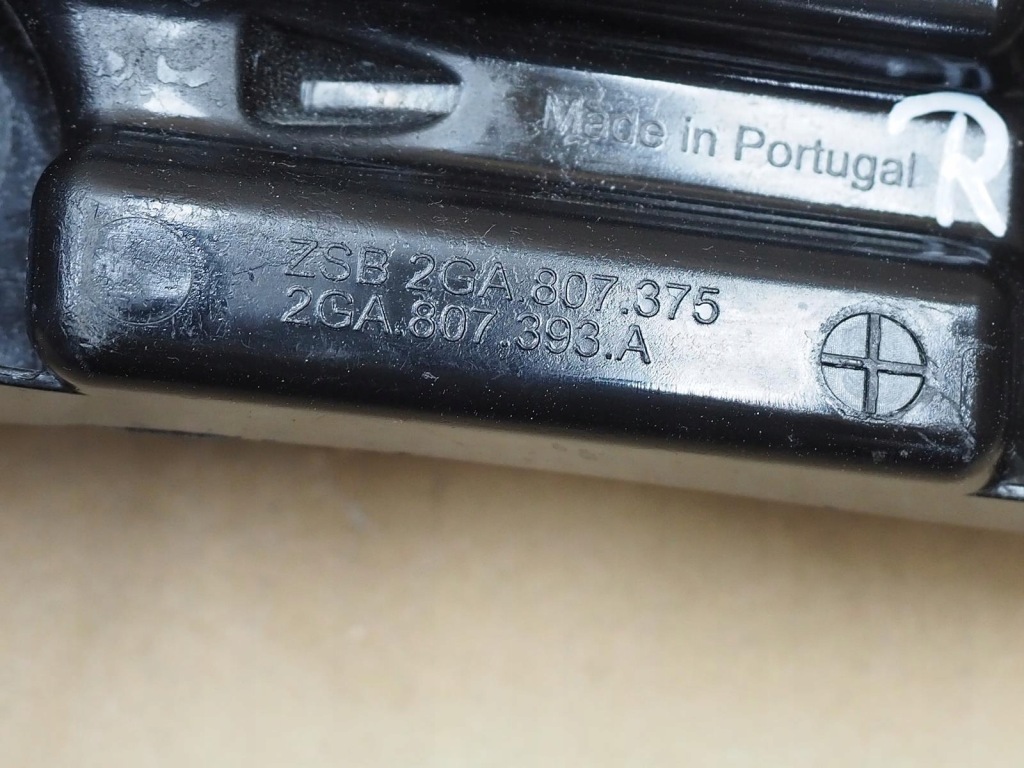 Made in Portugal R
ZSB 2GA.807.375
2GA.807.393.A